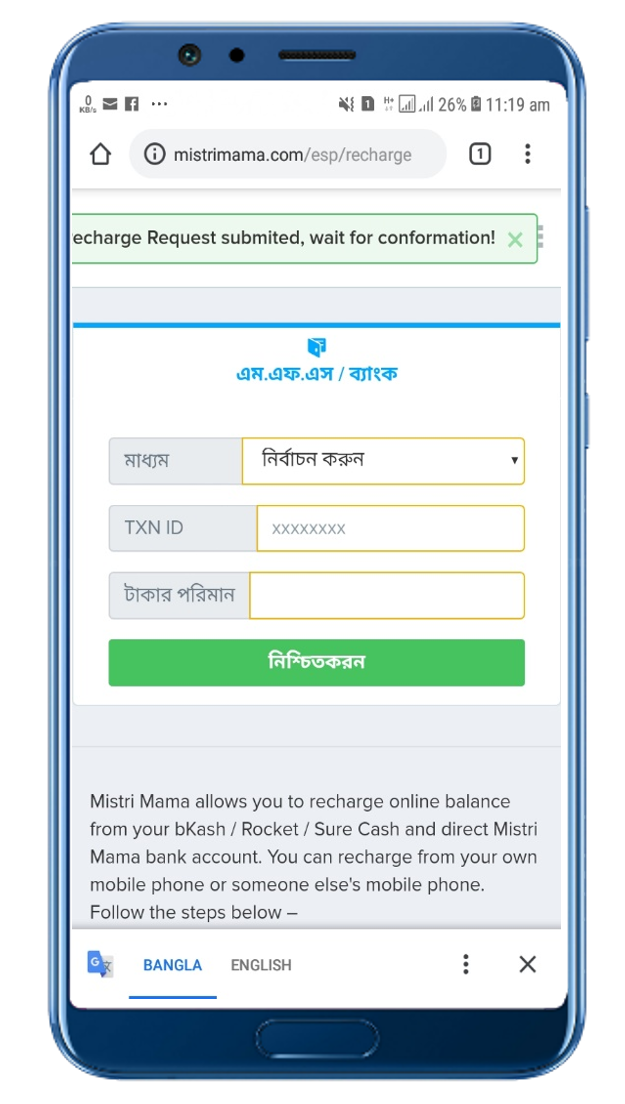 0
KB/s
26% 11:19 am
mistrimama.com/esp/recharge
1
echarge Request submited, wait for conformation!
এম.এফ.এস / ব্যাংক
মাধ্যম
নির্বাচন করুন
TXN ID
xxxxxxxx
টাকার পরিমান
নিশ্চিতকরন
Mistri Mama allows you to recharge online balance
from your bKash / Rocket / Sure Cash and direct Mistri
Mama bank account. You can recharge from your own
mobile phone or someone else's mobile phone.
Follow the steps below –
BANGLA ENGLISH